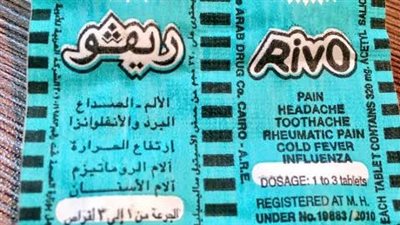 ريڤو
الألم - الصداع
البرد والأنفلونزا
إرتفاع الحرارة
آلام الروماتيزم
آلام الأسنان
الجرعة من ١ إلى ٣ أقراص
ARAB DRUG Co. CAIRO - A.R.E.
RIVO
PAIN
HEADACHE
TOOTHACHE
RHEUMATIC PAIN
COLD FEVER
INFLUENZA
DOSAGE: 1 to 3 tablets
REGISTERED AT M. H.
UNDER No. 19883 / 2010
EACH TABLET CONTAINS 320 mg. ACETYL SALIC